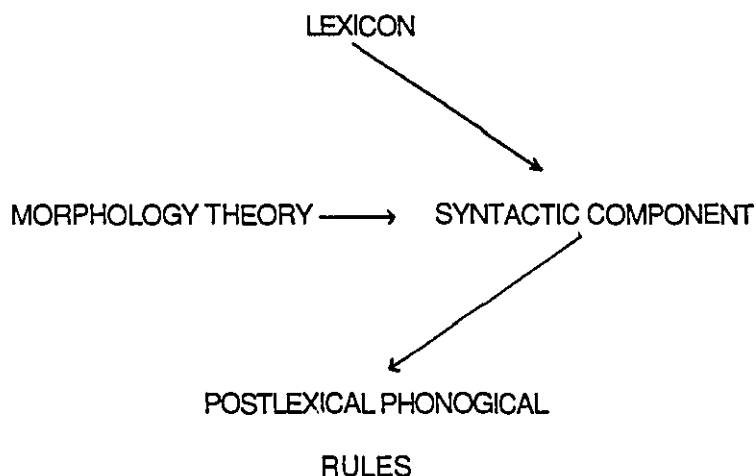 LEXICON
MORPHOLOGY THEORY SYNTACTIC COMPONENT
POSTLEXICAL PHONOGICAL
RULES